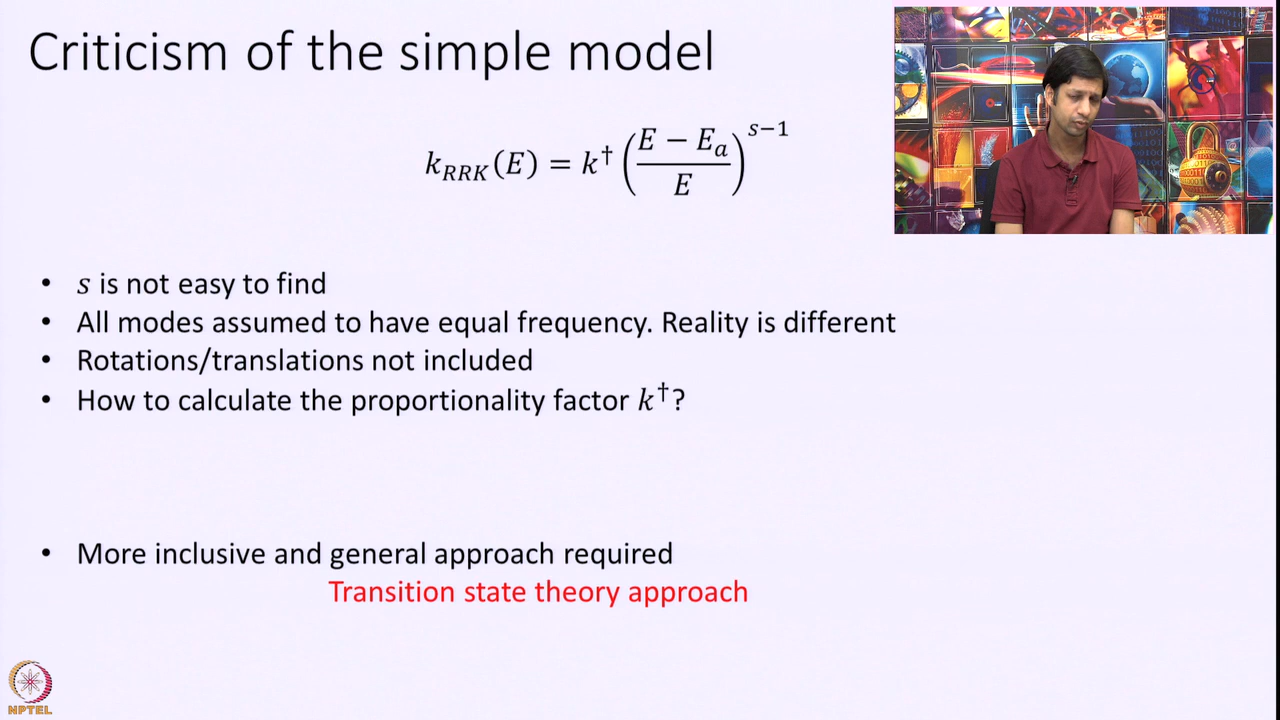 Criticism of the simple model
k_RRK(E) = k† ((E − Eₐ)/E)^(s−1)
• s is not easy to find
• All modes assumed to have equal frequency. Reality is different
• Rotations/translations not included
• How to calculate the proportionality factor k†?
• More inclusive and general approach required
Transition state theory approach
NPTEL